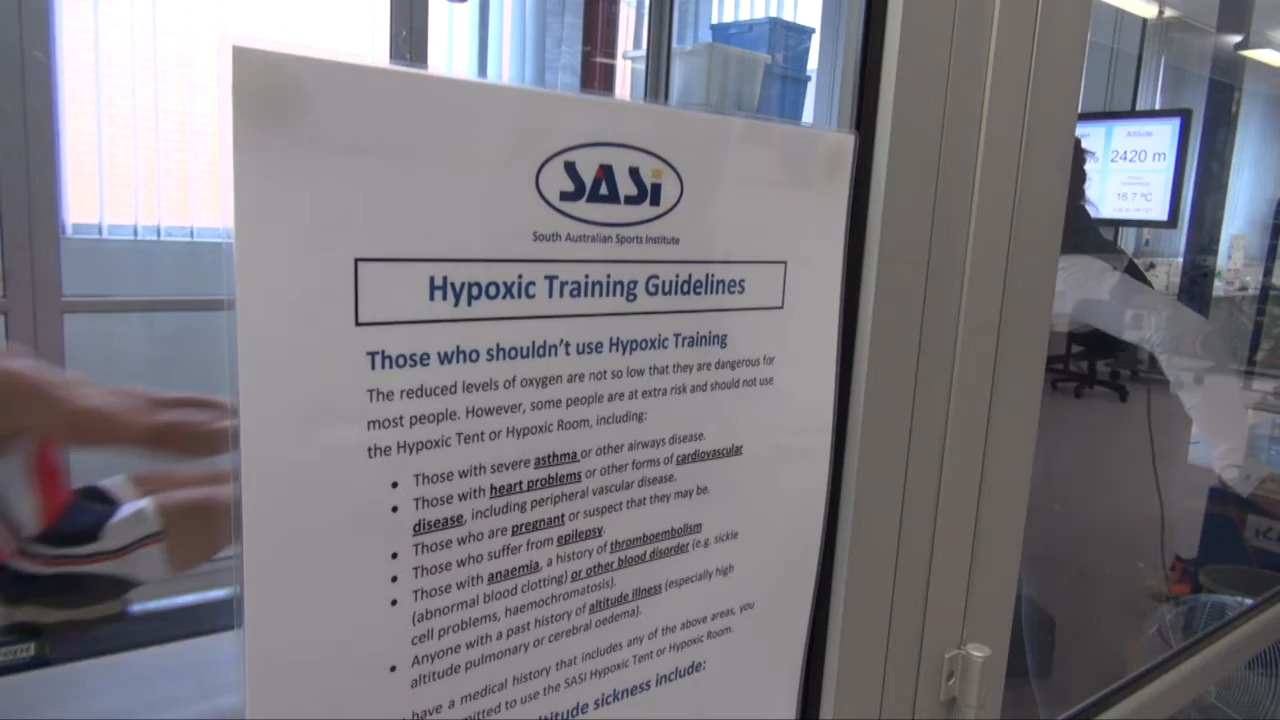 SASi
South Australian Sports Institute
Hypoxic Training Guidelines
Those who shouldn't use Hypoxic Training
The reduced levels of oxygen are not so low that they are dangerous for
most people. However, some people are at extra risk and should not use
the Hypoxic Tent or Hypoxic Room, including:
• Those with severe asthma or other airways disease.
• Those with heart problems or other forms of cardiovascular
disease, including peripheral vascular disease.
• Those who are pregnant or suspect that they may be.
• Those who suffer from epilepsy.
• Those with anaemia, a history of thromboembolism
(abnormal blood clotting) or other blood disorder (e.g. sickle
cell problems, haemochromatosis).
• Anyone with a past history of altitude illness (especially high
altitude pulmonary or cerebral oedema).
have a medical history that includes any of the above areas, you
to use the SASI Hypoxic Tent or Hypoxic Room.
sickness include:
%
Altitude
2420 m
Temperature
16.7 ºC